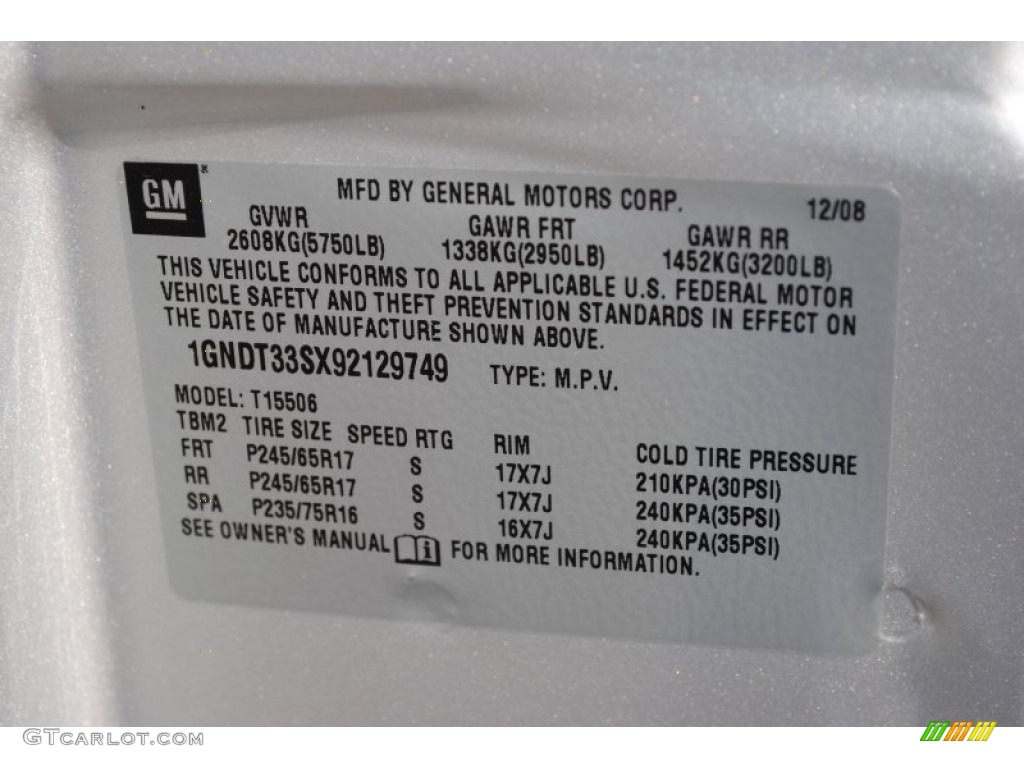 GM®
MFD BY GENERAL MOTORS CORP. 12/08
GVWR GAWR FRT GAWR RR
2608KG(5750LB) 1338KG(2950LB) 1452KG(3200LB)
THIS VEHICLE CONFORMS TO ALL APPLICABLE U.S. FEDERAL MOTOR
VEHICLE SAFETY AND THEFT PREVENTION STANDARDS IN EFFECT ON
THE DATE OF MANUFACTURE SHOWN ABOVE.
1GNDT33SX92129749 TYPE: M.P.V.
MODEL: T15506
TBM2 TIRE SIZE SPEED RTG RIM COLD TIRE PRESSURE
FRT P245/65R17 S 17X7J 210KPA(30PSI)
RR P245/65R17 S 17X7J 240KPA(35PSI)
SPA P235/75R16 S 16X7J 240KPA(35PSI)
SEE OWNER'S MANUAL FOR MORE INFORMATION.
GTCARLOT.COM